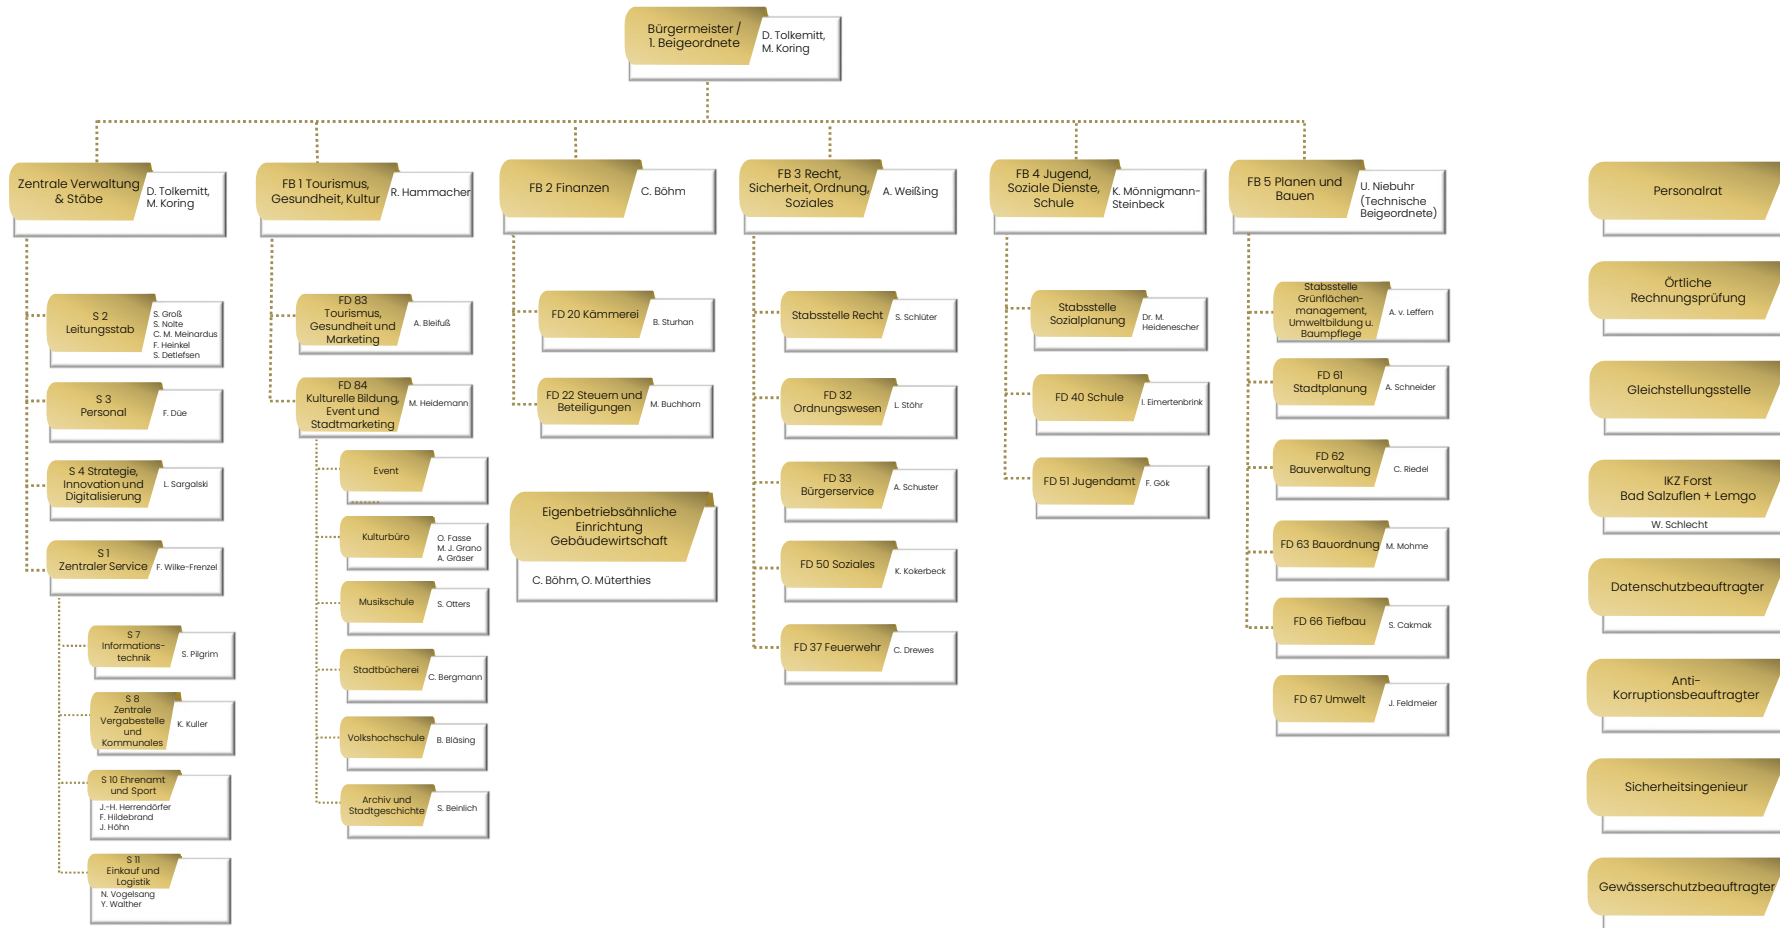 Bürgermeister /
1. Beigeordnete
D. Tolkemitt,
M. Koring
Zentrale Verwaltung
& Stäbe
D. Tolkemitt,
M. Koring
S 2
Leitungsstab
S. Groß
S. Nolte
C. M. Meinardus
F. Heinkel
S. Detlefsen
S 3
Personal
F. Düe
S 4 Strategie,
Innovation und
Digitalisierung
L. Sargalski
S 1
Zentraler Service
F. Wilke-Frenzel
S 7
Informations-
technik
S. Pilgrim
S 8
Zentrale
Vergabestelle
und
Kommunales
K. Kuller
S 10 Ehrenamt
und Sport
J.-H. Herrendörfer
F. Hildebrand
J. Höhn
S 11
Einkauf und
Logistik
N. Vogelsang
Y. Walther
FB 1 Tourismus,
Gesundheit, Kultur
R. Hammacher
FD 83
Tourismus,
Gesundheit und
Marketing
A. Bleifuß
FD 84
Kulturelle Bildung,
Event und
Stadtmarketing
M. Heidemann
Event
Kulturbüro
O. Fasse
M. J. Grano
A. Gräser
Musikschule
S. Otters
Stadtbücherei
C. Bergmann
Volkshochschule
B. Bläsing
Archiv und
Stadtgeschichte
S. Beinlich
FB 2 Finanzen
C. Böhm
FD 20 Kämmerei
B. Sturhan
FD 22 Steuern und
Beteiligungen
M. Buchhorn
Eigenbetriebsähnliche
Einrichtung
Gebäudewirtschaft
C. Böhm, O. Müterthies
FB 3 Recht,
Sicherheit, Ordnung,
Soziales
A. Weißing
Stabsstelle Recht
S. Schlüter
FD 32
Ordnungswesen
L. Stöhr
FD 33
Bürgerservice
A. Schuster
FD 50 Soziales
K. Kokerbeck
FD 37 Feuerwehr
C. Drewes
FB 4 Jugend,
Soziale Dienste,
Schule
K. Mönnigmann-
Steinbeck
Stabsstelle
Sozialplanung
Dr. M.
Heidenescher
FD 40 Schule
I. Eimertenbrink
FD 51 Jugendamt
F. Gök
FB 5 Planen und
Bauen
U. Niebuhr
(Technische
Beigeordnete)
Stabsstelle
Grünflächen-
management,
Umweltbildung u.
Baumpflege
A. v. Leffern
FD 61
Stadtplanung
A. Schneider
FD 62
Bauverwaltung
C. Riedel
FD 63 Bauordnung
M. Mohme
FD 66 Tiefbau
S. Cakmak
FD 67 Umwelt
J. Feldmeier
Personalrat
Örtliche
Rechnungsprüfung
Gleichstellungsstelle
IKZ Forst
Bad Salzuflen + Lemgo
W. Schlecht
Datenschutzbeauftragter
Anti-
Korruptionsbeauftragter
Sicherheitsingenieur
Gewässerschutzbeauftragter